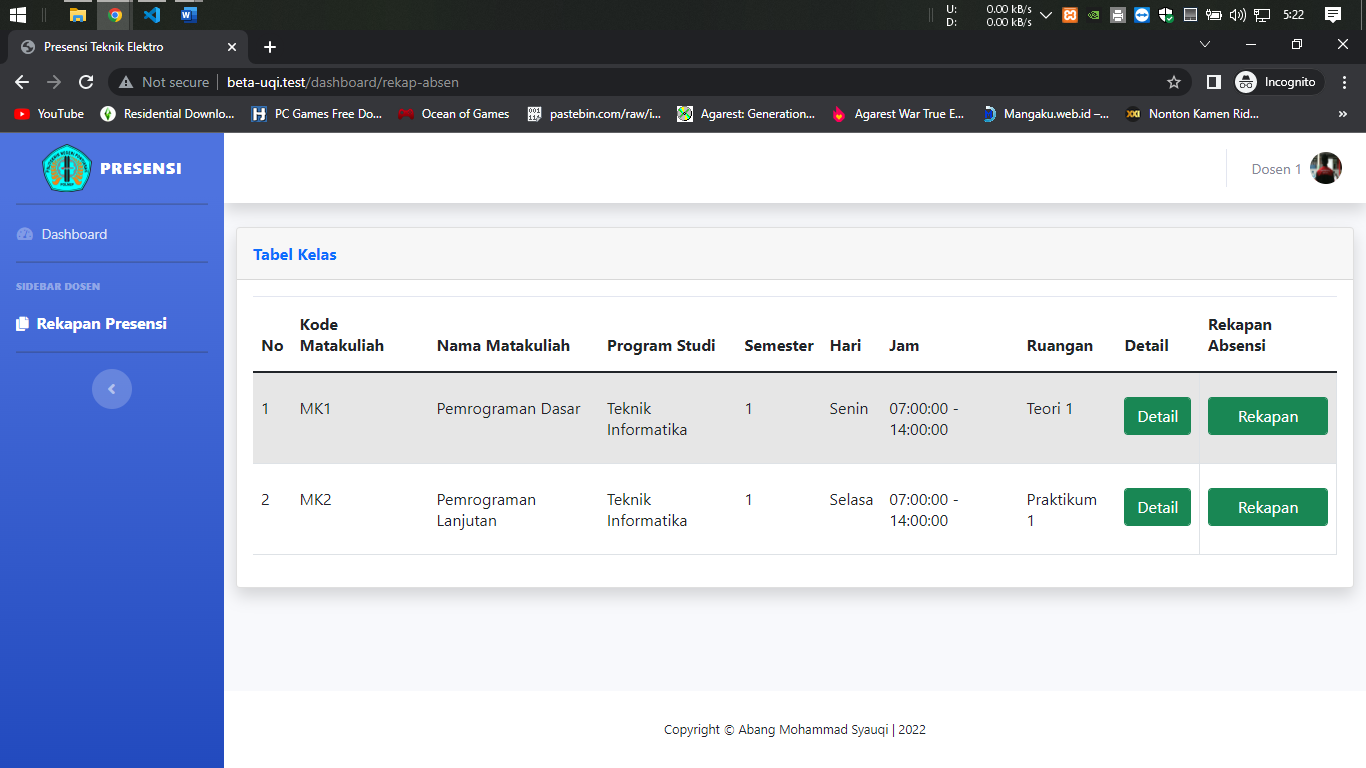 U: 0.00 kB/s
D: 0.00 kB/s
5:22
Presensi Teknik Elektro
Not secure beta-uqi.test/dashboard/rekap-absen
Incognito
YouTube Residential Downlo... PC Games Free Do... Ocean of Games pastebin.com/raw/i... Agarest: Generation... Agarest War True E... Mangaku.web.id –... Nonton Kamen Rid... »
PRESENSI
Dosen 1
Dashboard
SIDEBAR DOSEN
Rekapan Presensi
Tabel Kelas
No Kode Matakuliah Nama Matakuliah Program Studi Semester Hari Jam Ruangan Detail Rekapan Absensi
1 MK1 Pemrograman Dasar Teknik Informatika 1 Senin 07:00:00 - 14:00:00 Teori 1 Detail Rekapan
2 MK2 Pemrograman Lanjutan Teknik Informatika 1 Selasa 07:00:00 - 14:00:00 Praktikum 1 Detail Rekapan
Copyright © Abang Mohammad Syauqi | 2022